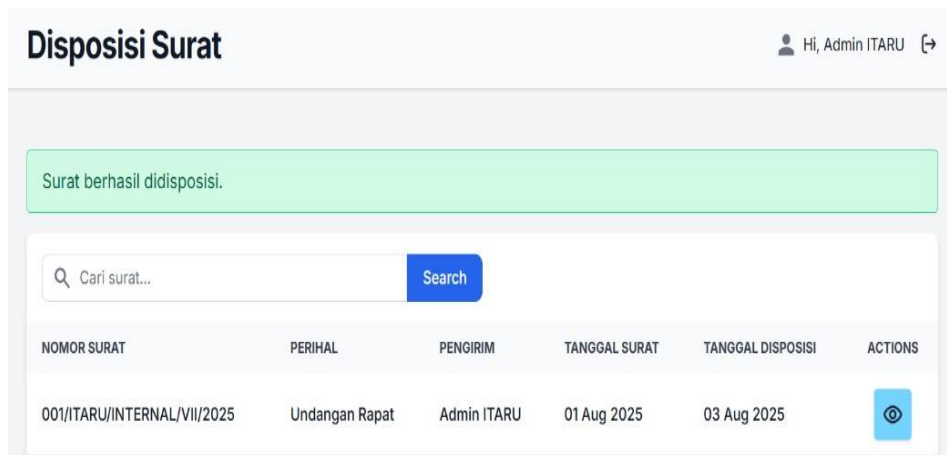 Disposisi Surat
Hi, Admin ITARU
Surat berhasil didisposisi.
Cari surat...
Search
NOMOR SURAT PERIHAL PENGIRIM TANGGAL SURAT TANGGAL DISPOSISI ACTIONS
001/ITARU/INTERNAL/VII/2025 Undangan Rapat Admin ITARU 01 Aug 2025 03 Aug 2025